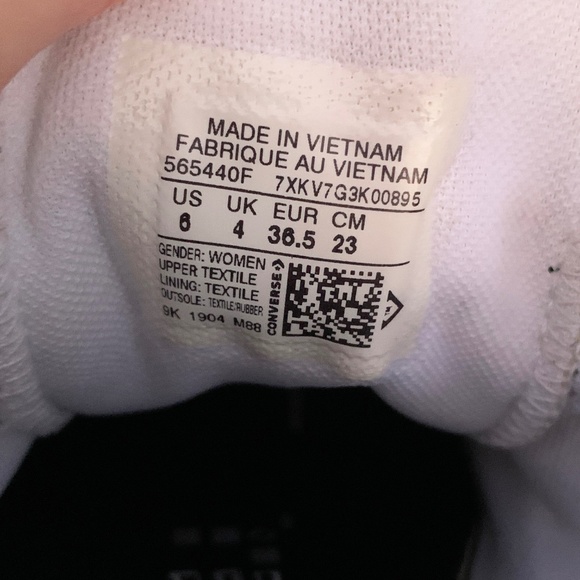 MADE IN VIETNAM
FABRIQUE AU VIETNAM
565440F 7XKV7G3K00895
US UK EUR CM
6 4 36.5 23
GENDER: WOMEN
UPPER TEXTILE
LINING: TEXTILE
OUTSOLE: TEXTILE/RUBBER
9K 1904 M88
CONVERSE